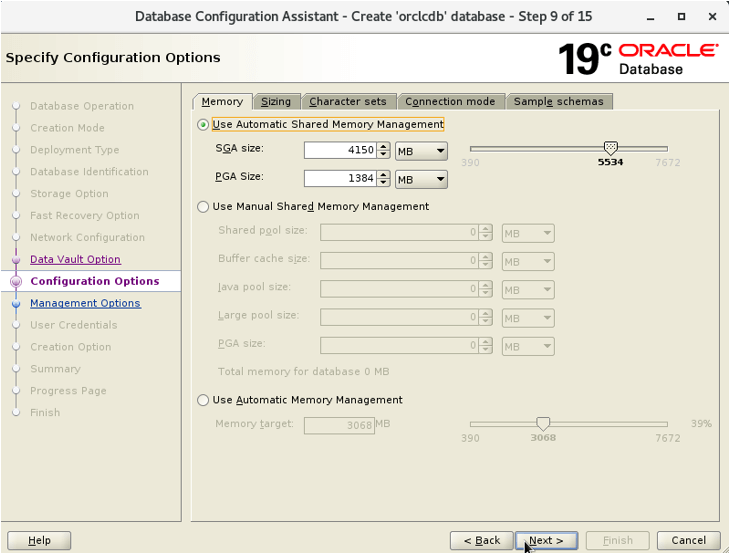 Database Configuration Assistant - Create 'orclcdb' database - Step 9 of 15
Specify Configuration Options
19c ORACLE
Database
Database Operation
Creation Mode
Deployment Type
Database Identification
Storage Option
Fast Recovery Option
Network Configuration
Data Vault Option
Configuration Options
Management Options
User Credentials
Creation Option
Summary
Progress Page
Finish
Memory Sizing Character sets Connection mode Sample schemas
Use Automatic Shared Memory Management
SGA size: 4150 MB
390 5534 7672
PGA Size: 1384 MB
Use Manual Shared Memory Management
Shared pool size: 0 MB
Buffer cache size: 0 MB
Java pool size: 0 MB
Large pool size: 0 MB
PGA size: 0 MB
Total memory for database 0 MB
Use Automatic Memory Management
Memory target: 3068 MB 39%
390 3068 7672
Help < Back Next > Finish Cancel